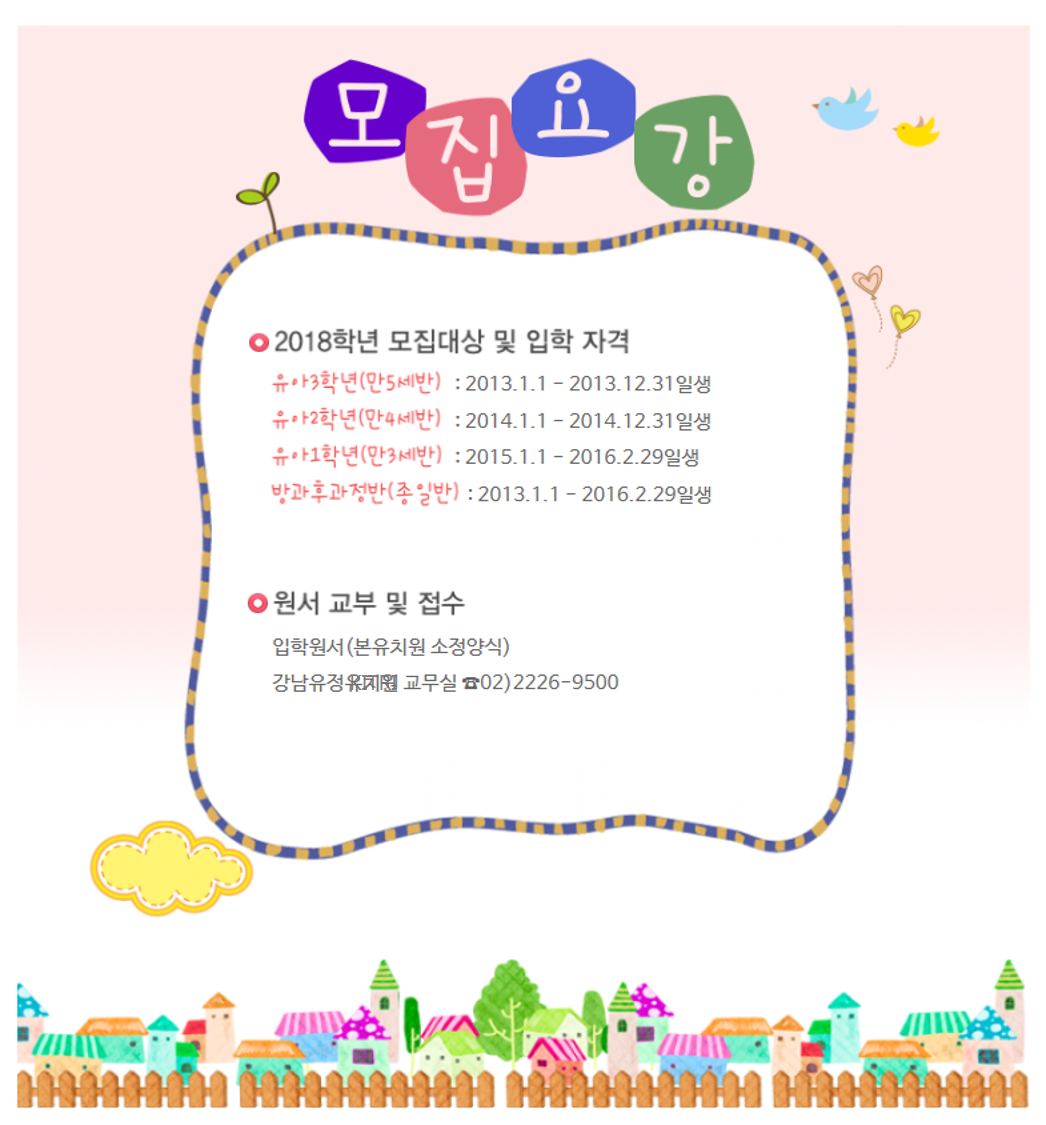 모집요강
2018학년 모집대상 및 입학 자격
유아3학년(만5세반) : 2013.1.1 - 2013.12.31일생
유아2학년(만4세반) : 2014.1.1 - 2014.12.31일생
유아1학년(만3세반) : 2015.1.1 - 2016.2.29일생
방과후과정반(종일반) : 2013.1.1 - 2016.2.29일생
원서 교부 및 접수
입학원서(본유치원 소정양식)
강남유정 교무실 ☎02)2226-9500